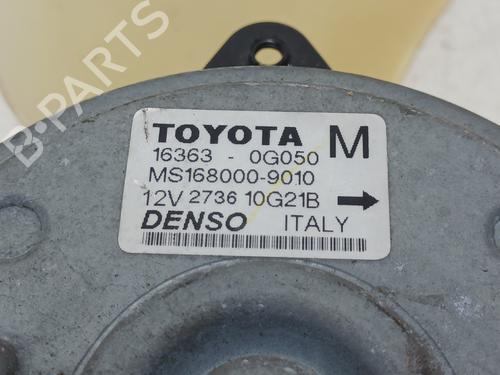 B-PARTS
TOYOTA M
16363 - 0G050
MS168000-9010
12V 2736 10G21B
DENSO ITALY